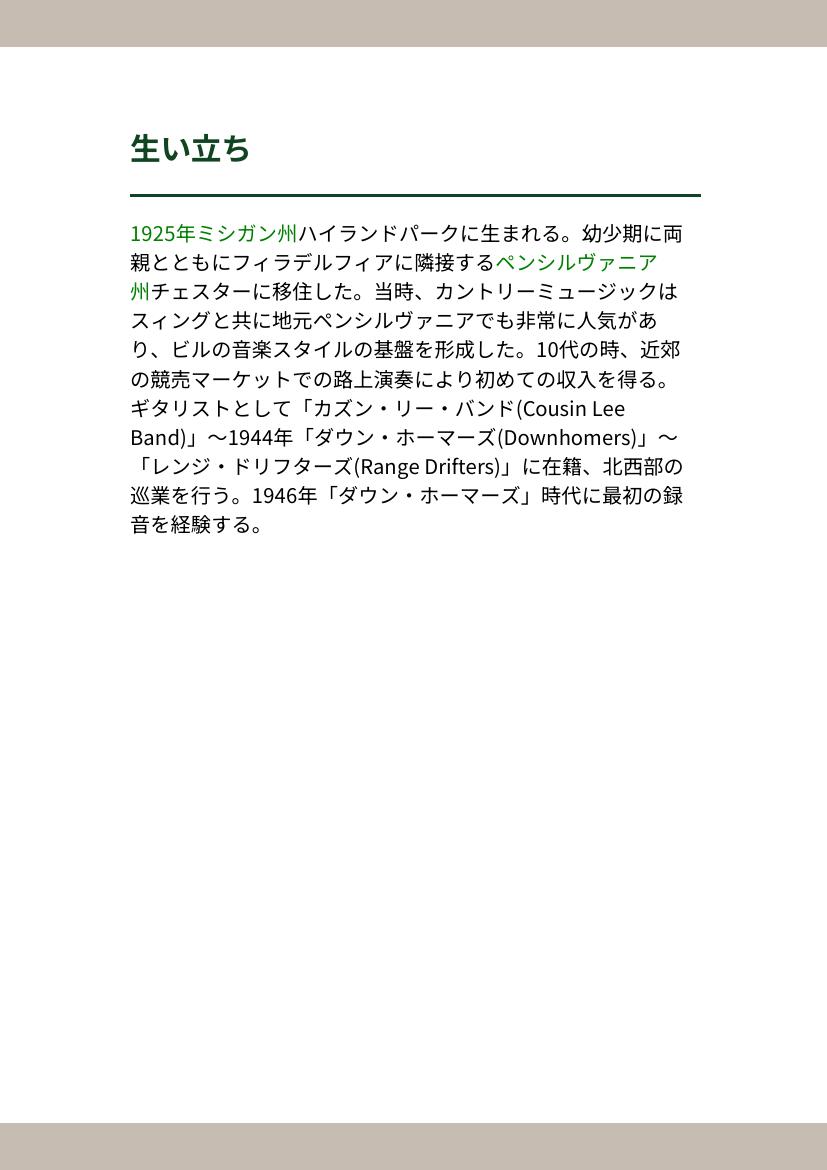 生い立ち
1925年ミシガン州ハイランドパークに生まれる。幼少期に両
親とともにフィラデルフィアに隣接するペンシルヴァニア
州チェスターに移住した。当時、カントリーミュージックは
スィングと共に地元ペンシルヴァニアでも非常に人気があ
り、ビルの音楽スタイルの基盤を形成した。10代の時、近郊
の競売マーケットでの路上演奏により初めての収入を得る。
ギタリストとして「カズン・リー・バンド(Cousin Lee
Band)」〜1944年「ダウン・ホーマーズ(Downhomers)」〜
「レンジ・ドリフターズ(Range Drifters)」に在籍、北西部の
巡業を行う。1946年「ダウン・ホーマーズ」時代に最初の録
音を経験する。